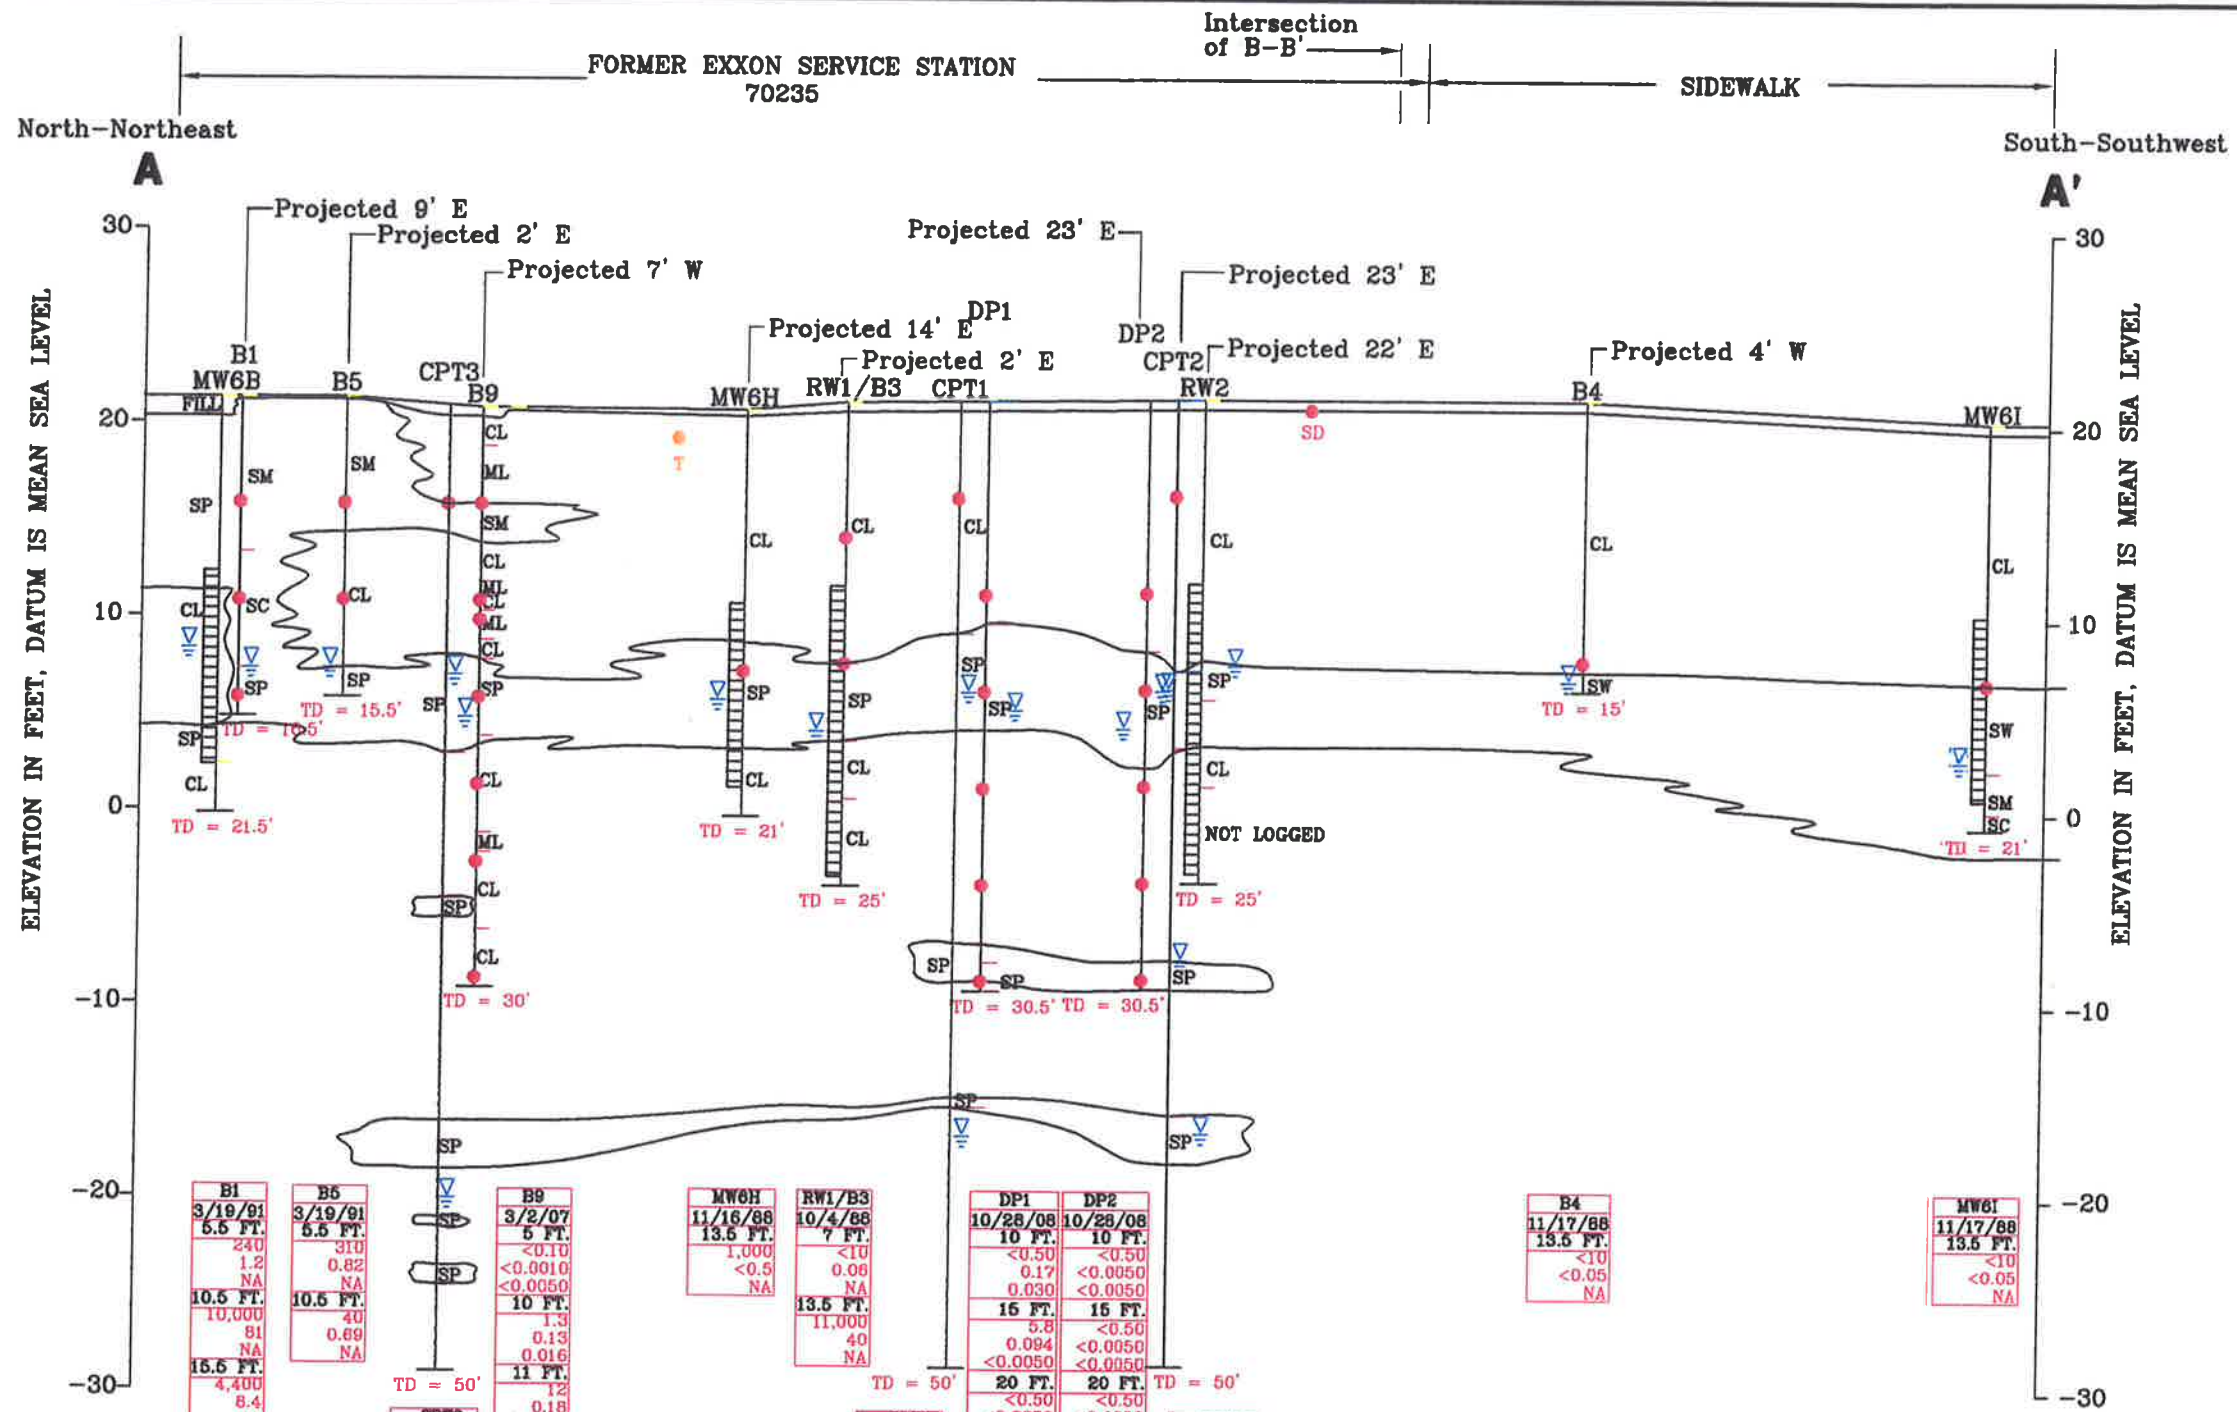 Intersection
of B-B'
FORMER EXXON SERVICE STATION
70235
SIDEWALK
North-Northeast
A
South-Southwest
A'
Projected 9' E
Projected 2' E
Projected 7' W
Projected 14' E
Projected 2' E
Projected 23' E
Projected 23' E
Projected 22' E
Projected 4' W
B1
MW6B
B5
CPT3
B9
MW6H
RW1/B3
DP1
CPT1
DP2
CPT2
RW2
B4
MW6I
ELEVATION IN FEET, DATUM IS MEAN SEA LEVEL
30
20
10
0
-10
-20
-30
FILL
SP
CL
SP
CL
TD = 21.5'
SM
SC
SP
SM
CL
SP
TD = 15.5'
SP
SP
SP
SP
SP
TD = 50'
CL
ML
SM
CL
ML
CL
ML
CL
SP
CL
ML
CL
CL
TD = 30'
T
CL
SP
CL
TD = 21'
CL
SP
CL
CL
TD = 25'
CL
SP
SP
SP
TD = 50'
SP
SP
TD = 30.5'
SP
TD = 30.5'
SP
SP
TD = 50'
CL
SP
CL
NOT LOGGED
TD = 25'
SD
CL
SW
TD = 15'
CL
SW
SM
SC
TD = 21'
30
20
10
0
-10
-20
-30
ELEVATION IN FEET, DATUM IS MEAN SEA LEVEL
B1
3/19/91
5.5 FT.
240
1.2
NA
10.5 FT.
10,000
81
NA
15.5 FT.
4,400
8.4
B5
3/19/91
5.5 FT.
310
0.82
NA
10.5 FT.
40
0.69
NA
B9
3/2/07
5 FT.
<0.10
<0.0010
<0.0050
10 FT.
1.3
0.13
0.016
11 FT.
12
0.18
MW6H
11/16/88
13.5 FT.
1,000
<0.5
NA
RW1/B3
10/4/88
7 FT.
<10
0.06
NA
13.5 FT.
11,000
40
NA
DP1
10/28/08
10 FT.
<0.50
0.17
0.030
15 FT.
5.8
0.094
<0.0050
20 FT.
<0.50
DP2
10/28/08
10 FT.
<0.50
<0.0050
<0.0050
15 FT.
<0.50
<0.0050
<0.0050
20 FT.
<0.50
B4
11/17/88
13.5 FT.
<10
<0.05
NA
MW6I
11/17/88
13.5 FT.
<10
<0.05
NA